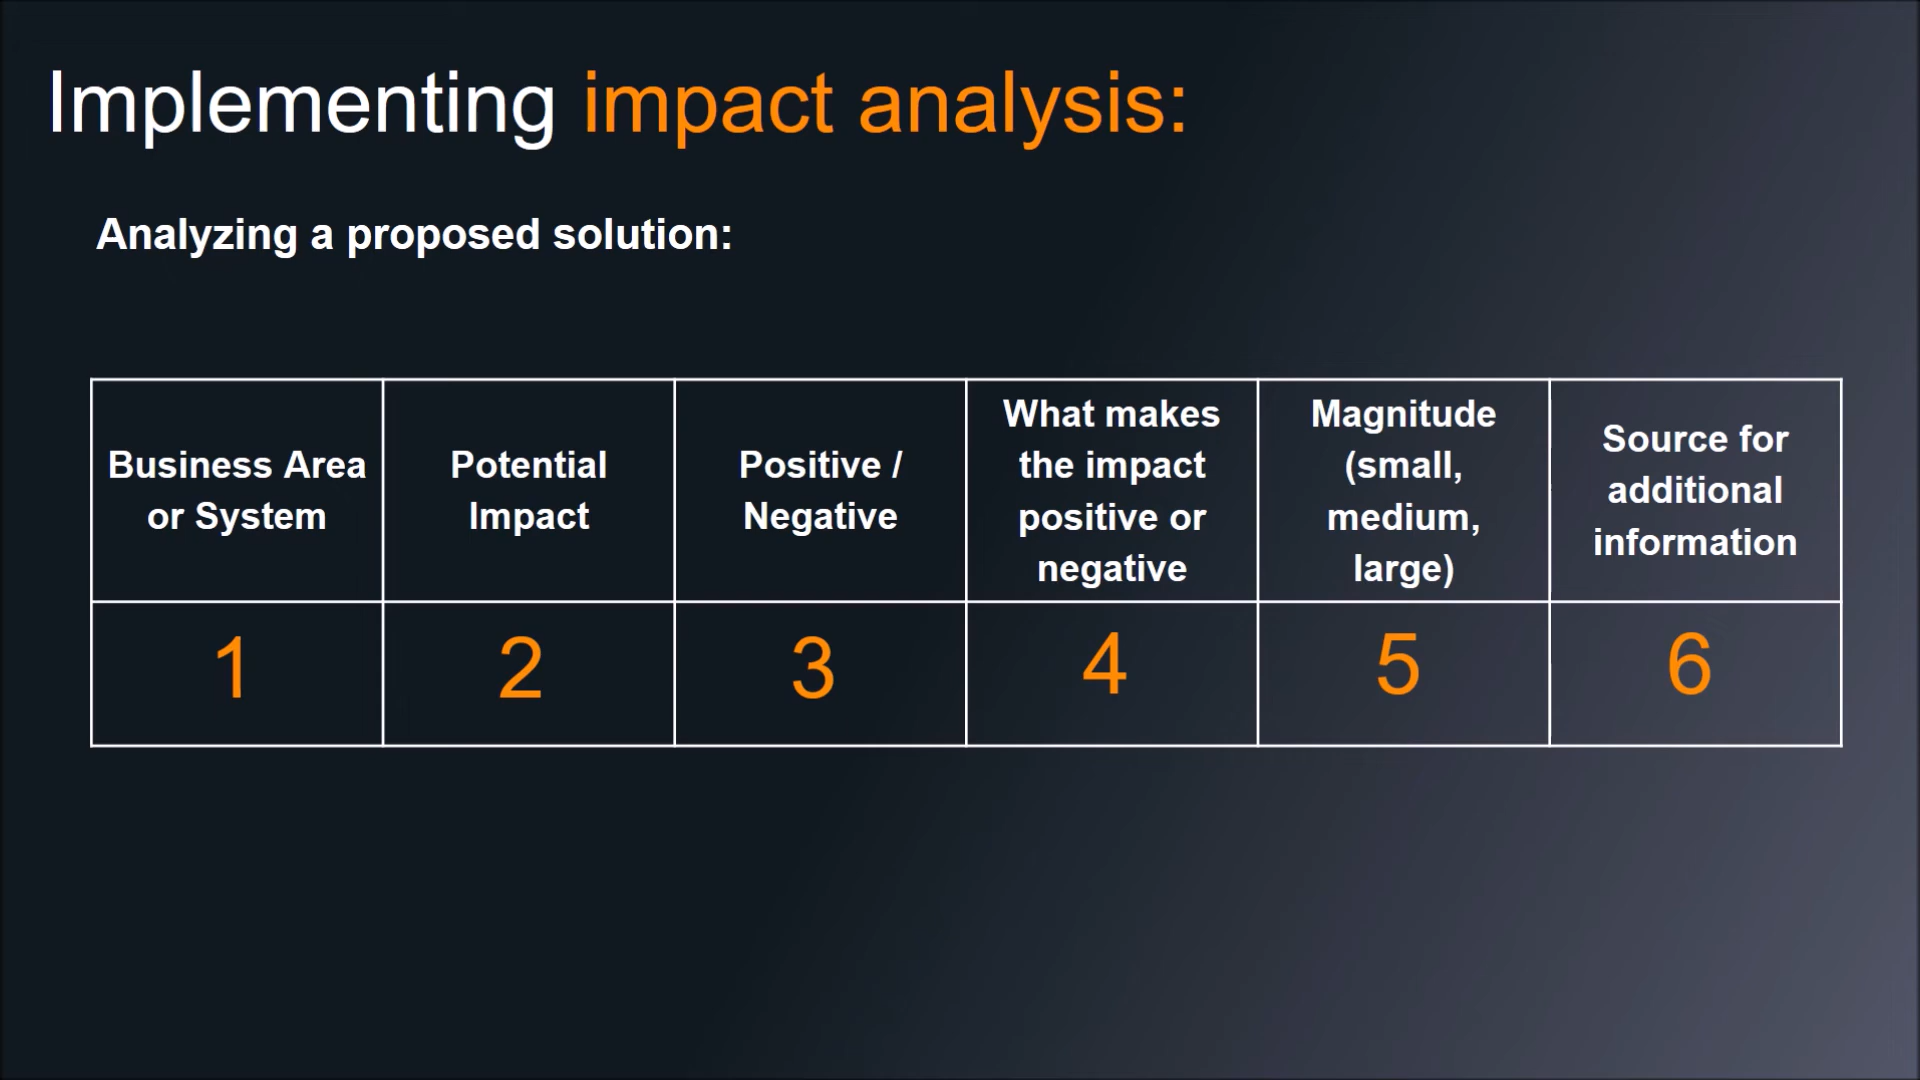 Implementing impact analysis:
Analyzing a proposed solution:
Business Area
or System
Potential
Impact
Positive /
Negative
What makes
the impact
positive or
negative
Magnitude
(small,
medium,
large)
Source for
additional
information
1
2
3
4
5
6